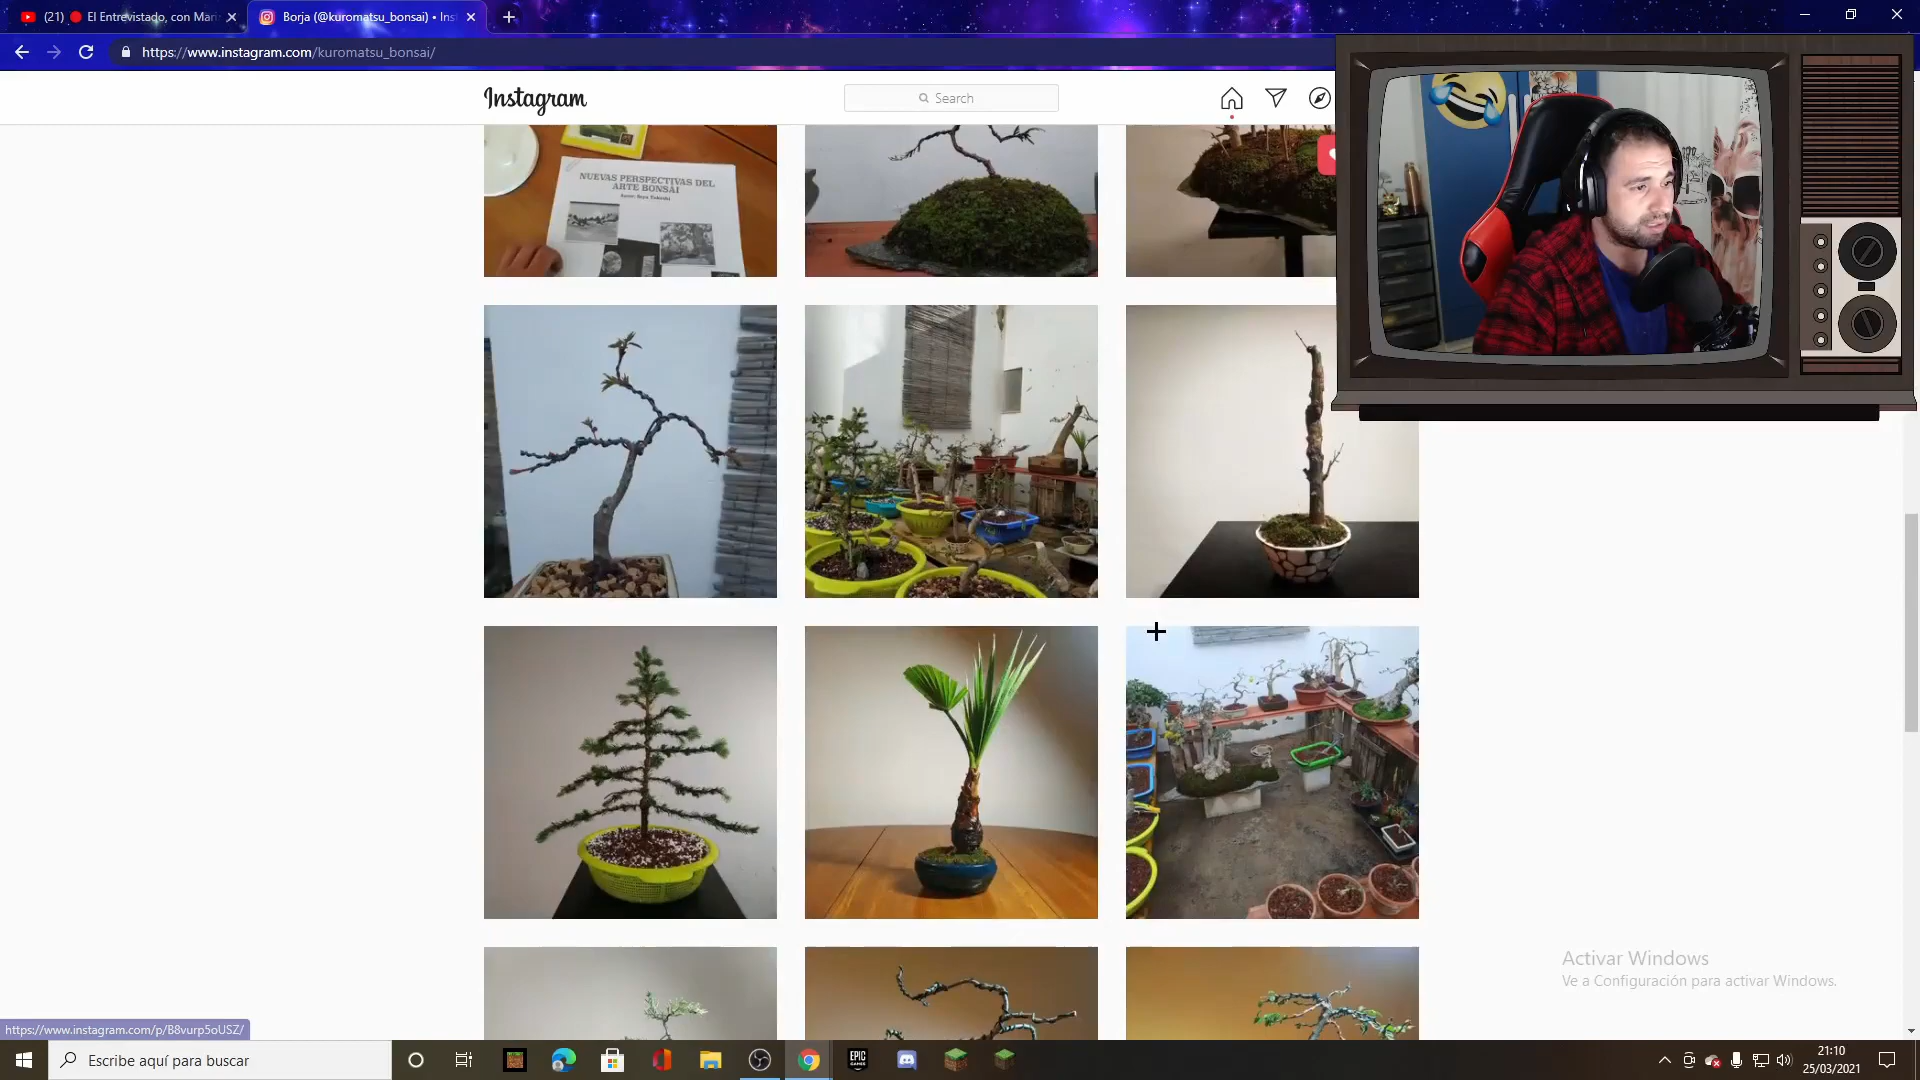 (21) El Entrevistado, con Mari
Borja (@kuromatsu_bonsai) • Ins
https://www.instagram.com/kuromatsu_bonsai/
Instagram
Search
NUEVAS PERSPECTIVAS DEL
ARTE BONSAI
Activar Windows
Ve a Configuración para activar Windows.
https://www.instagram.com/p/B8vurp5oUSZ/
Escribe aquí para buscar
EPIC
GAMES
21:10
25/03/2021